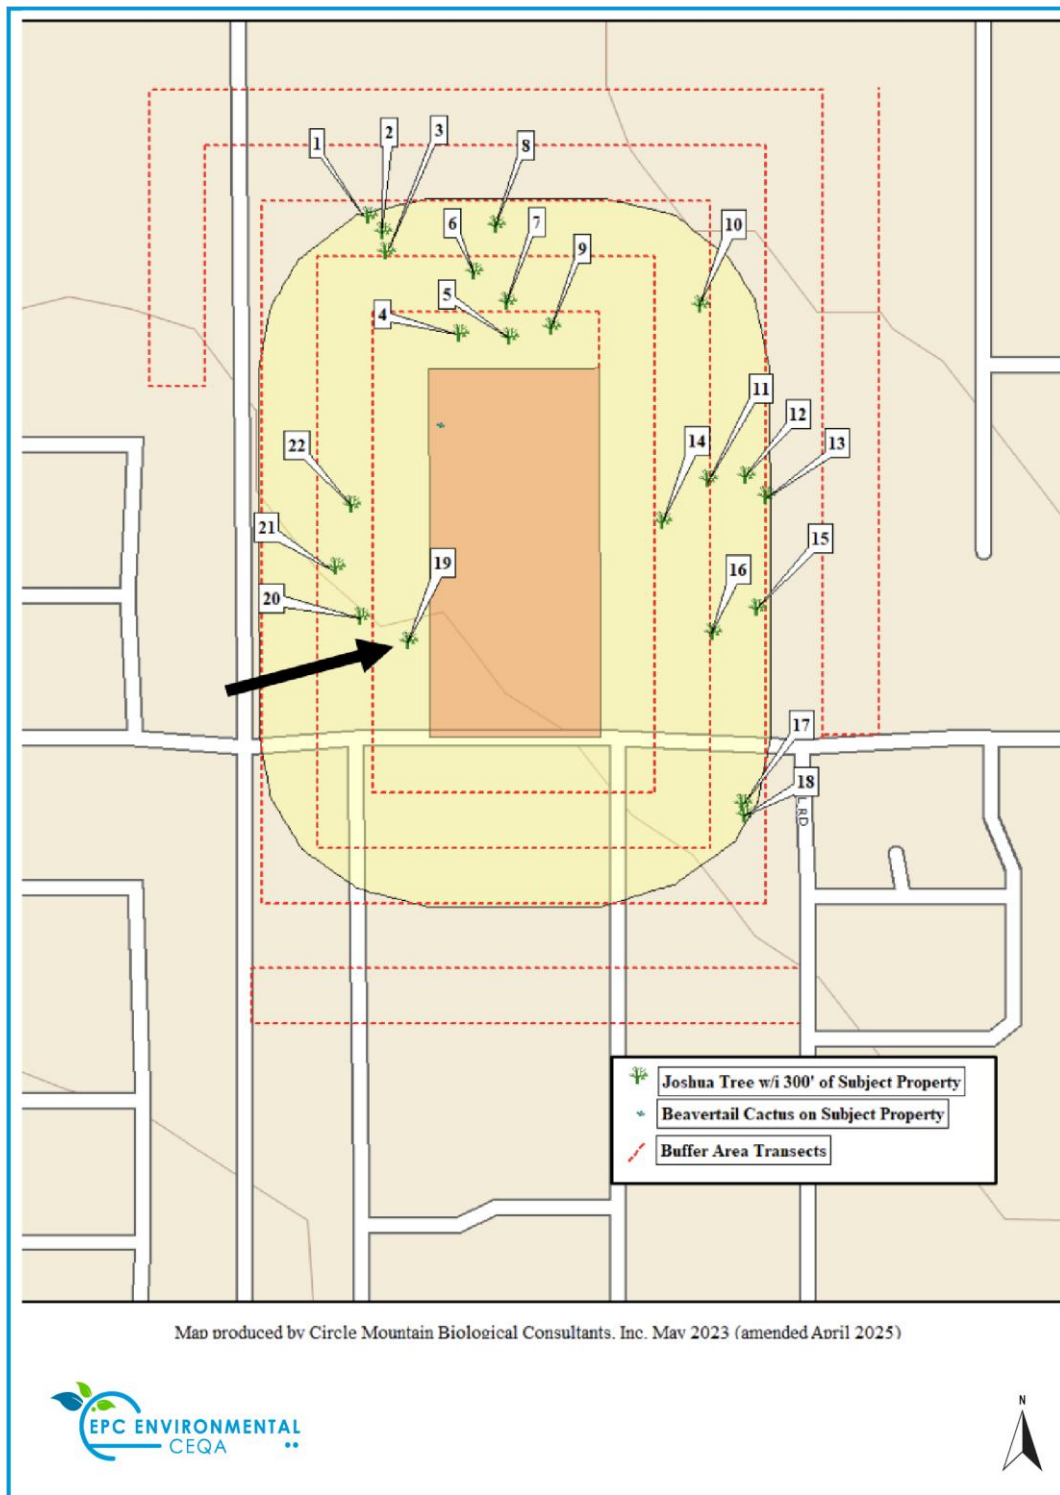 1
2
3
8
6
7
10
9
5
4
11
12
14
13
22
21
15
19
16
20
17
18
L RD
Joshua Tree w/i 300' of Subject Property
Beavertail Cactus on Subject Property
Buffer Area Transects
Map produced by Circle Mountain Biological Consultants, Inc. May 2023 (amended April 2025)
EPC ENVIRONMENTAL
CEQA
N